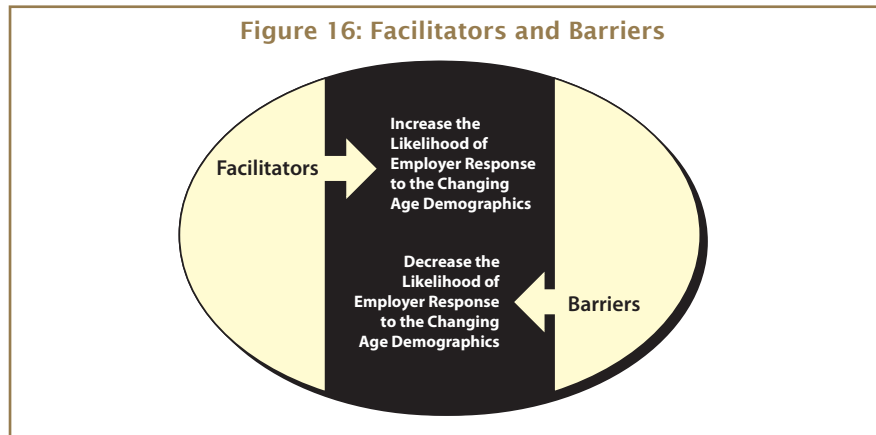 Figure 16: Facilitators and Barriers
Facilitators
Increase the
Likelihood of
Employer Response
to the Changing
Age Demographics
Decrease the
Likelihood of
Employer Response
to the Changing
Age Demographics
Barriers